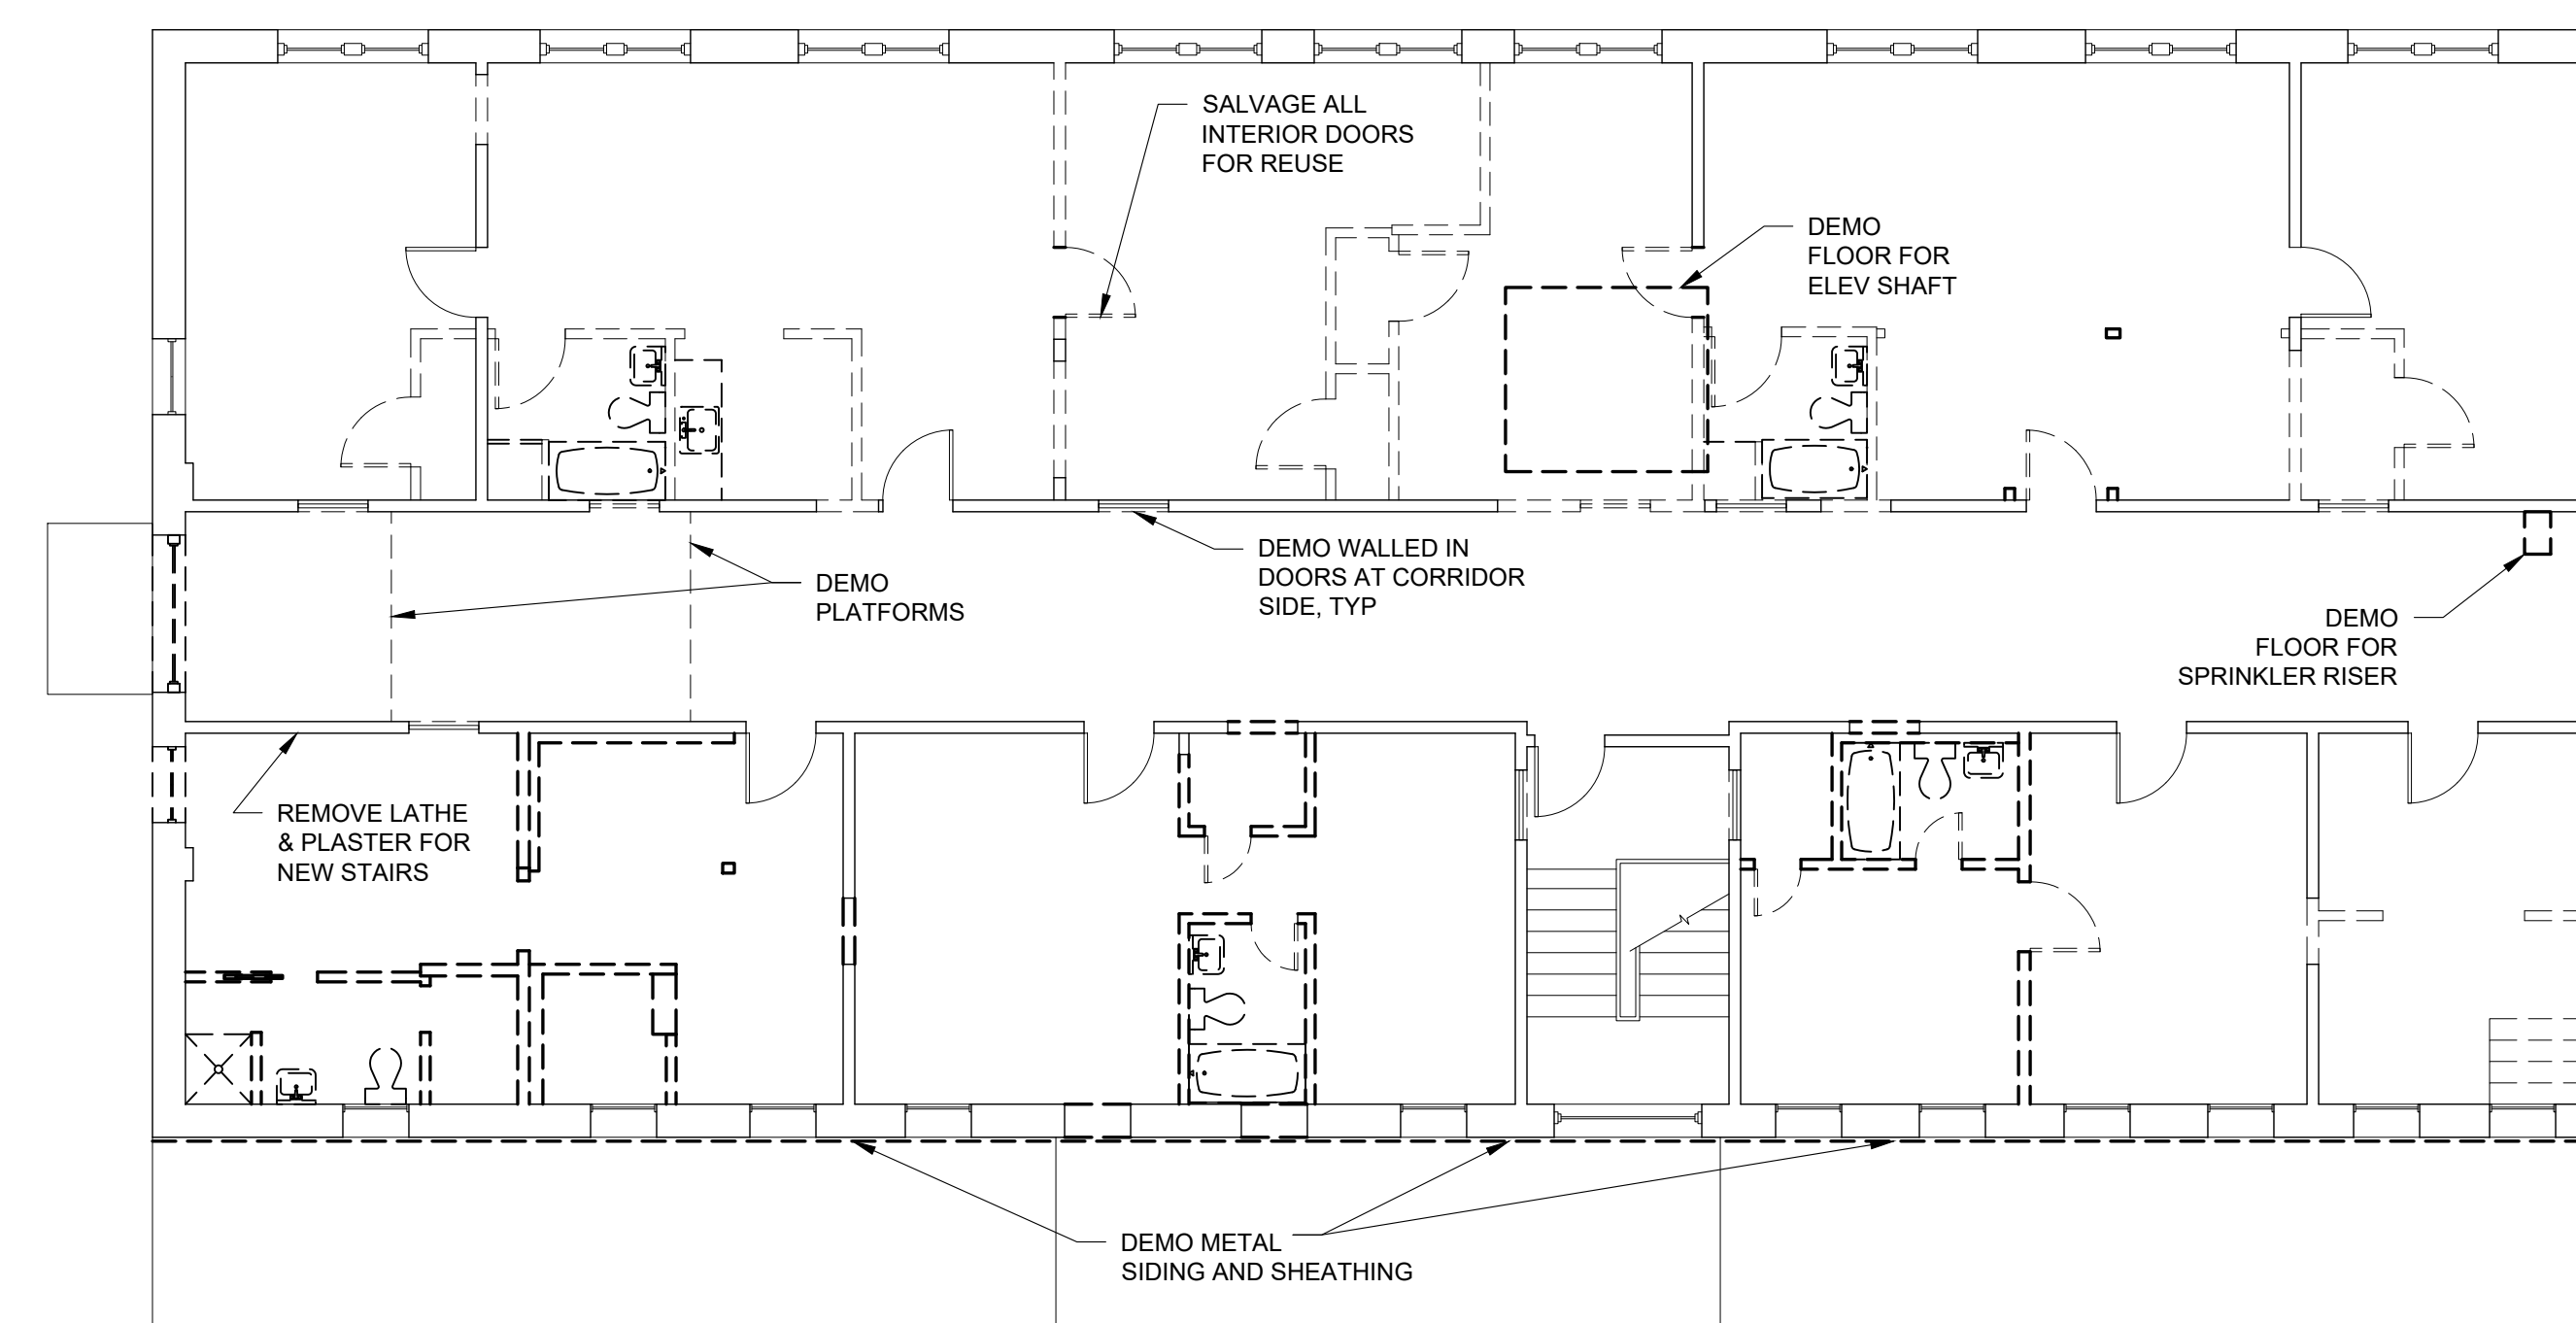 SALVAGE ALL
INTERIOR DOORS
FOR REUSE
DEMO
FLOOR FOR
ELEV SHAFT
DEMO WALLED IN
DOORS AT CORRIDOR
SIDE, TYP
DEMO
PLATFORMS
DEMO
FLOOR FOR
SPRINKLER RISER
REMOVE LATHE
& PLASTER FOR
NEW STAIRS
DEMO METAL
SIDING AND SHEATHING